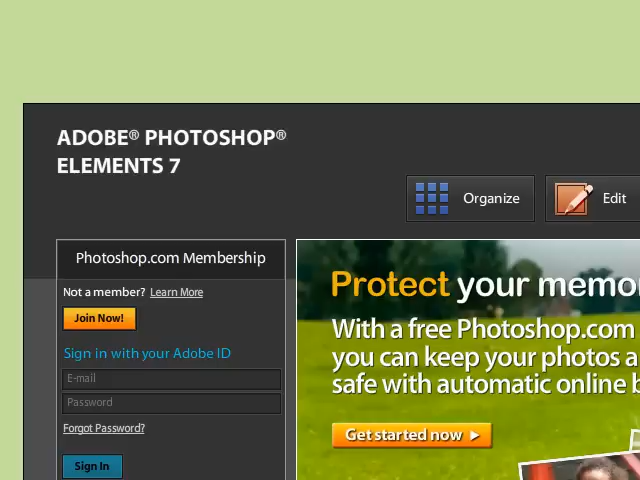 ADOBE® PHOTOSHOP®
ELEMENTS 7
Organize
Edit
Photoshop.com Membership
Not a member? Learn More
Join Now!
Sign in with your Adobe ID
E-mail
Password
Forgot Password?
Sign In
Protect your memo
With a free Photoshop.com
you can keep your photos a
safe with automatic online b
Get started now